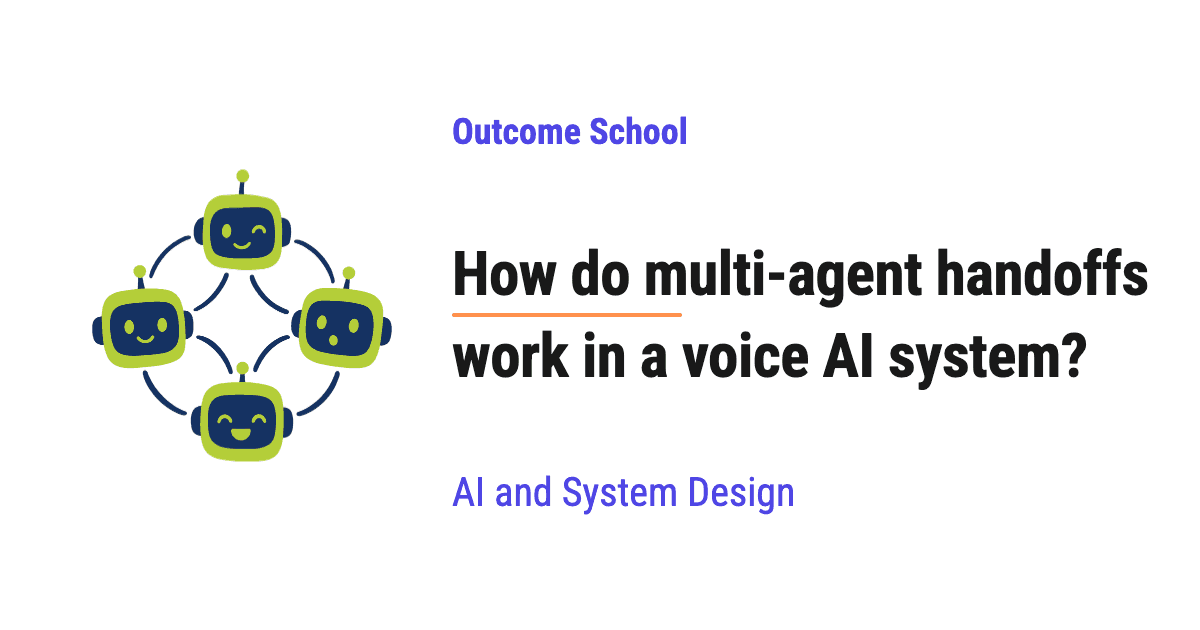 Outcome School
How do multi-agent handoffs
work in a voice AI system?
AI and System Design